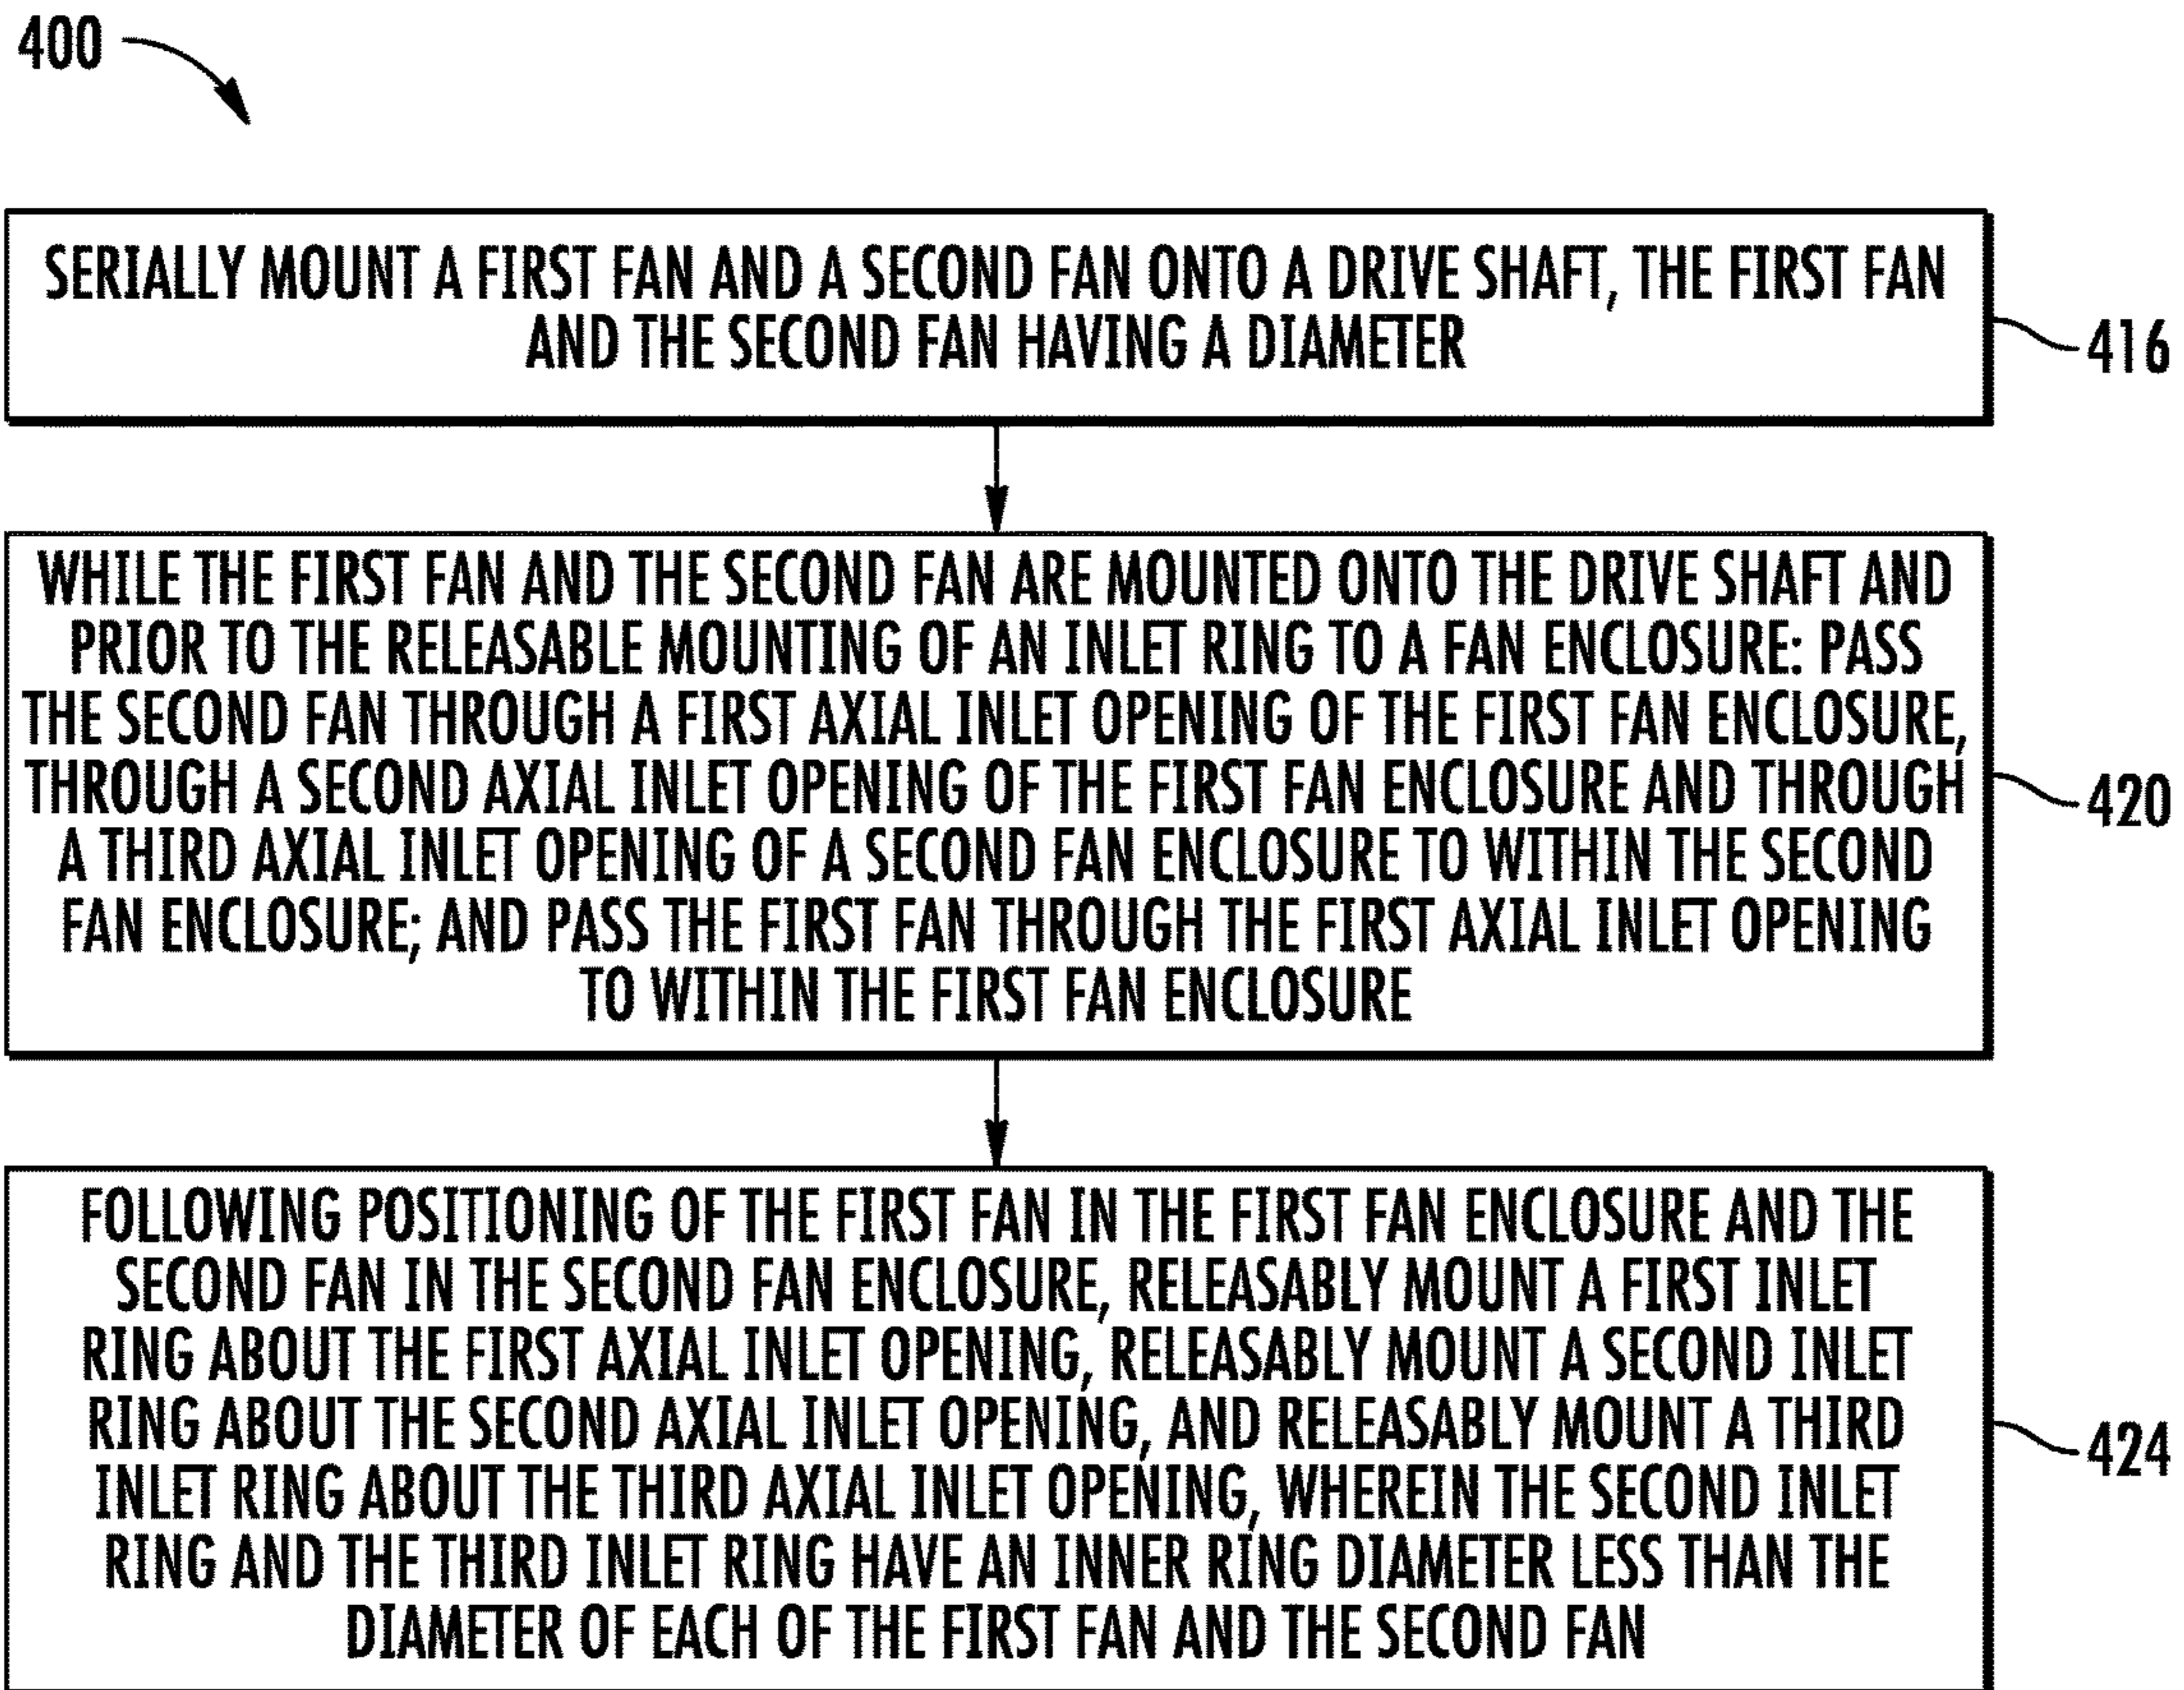 400
SERIALLY MOUNT A FIRST FAN AND A SECOND FAN ONTO A DRIVE SHAFT, THE FIRST FAN
AND THE SECOND FAN HAVING A DIAMETER
416
WHILE THE FIRST FAN AND THE SECOND FAN ARE MOUNTED ONTO THE DRIVE SHAFT AND
PRIOR TO THE RELEASABLE MOUNTING OF AN INLET RING TO A FAN ENCLOSURE: PASS
THE SECOND FAN THROUGH A FIRST AXIAL INLET OPENING OF THE FIRST FAN ENCLOSURE,
THROUGH A SECOND AXIAL INLET OPENING OF THE FIRST FAN ENCLOSURE AND THROUGH
A THIRD AXIAL INLET OPENING OF A SECOND FAN ENCLOSURE TO WITHIN THE SECOND
FAN ENCLOSURE; AND PASS THE FIRST FAN THROUGH THE FIRST AXIAL INLET OPENING
TO WITHIN THE FIRST FAN ENCLOSURE
420
FOLLOWING POSITIONING OF THE FIRST FAN IN THE FIRST FAN ENCLOSURE AND THE
SECOND FAN IN THE SECOND FAN ENCLOSURE, RELEASABLY MOUNT A FIRST INLET
RING ABOUT THE FIRST AXIAL INLET OPENING, RELEASABLY MOUNT A SECOND INLET
RING ABOUT THE SECOND AXIAL INLET OPENING, AND RELEASABLY MOUNT A THIRD
INLET RING ABOUT THE THIRD AXIAL INLET OPENING, WHEREIN THE SECOND INLET
RING AND THE THIRD INLET RING HAVE AN INNER RING DIAMETER LESS THAN THE
DIAMETER OF EACH OF THE FIRST FAN AND THE SECOND FAN
424